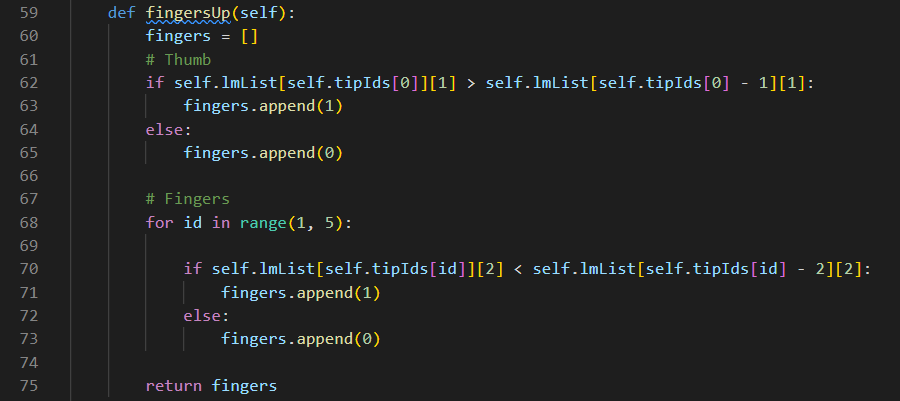 59 def fingersUp(self):
60 fingers = []
61 # Thumb
62 if self.lmList[self.tipIds[0]][1] > self.lmList[self.tipIds[0] - 1][1]:
63 fingers.append(1)
64 else:
65 fingers.append(0)
66
67 # Fingers
68 for id in range(1, 5):
69
70 if self.lmList[self.tipIds[id]][2] < self.lmList[self.tipIds[id] - 2][2]:
71 fingers.append(1)
72 else:
73 fingers.append(0)
74
75 return fingers